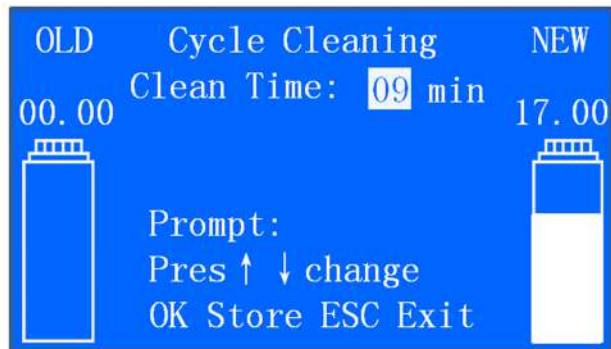 OLD Cycle Cleaning NEW
Clean Time: 09 min
00.00 17.00
Prompt:
Pres ↑ ↓ change
OK Store ESC Exit